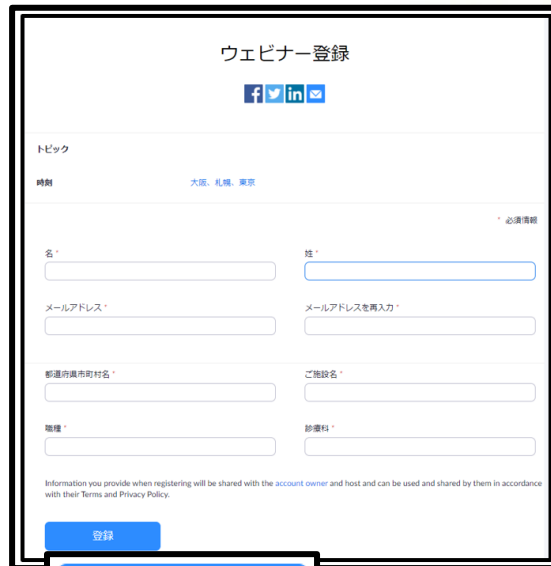 ウェビナー登録
トピック
時刻 大阪、札幌、東京
* 必須情報
名 * 姓 *
メールアドレス * メールアドレスを再入力 *
都道府県市町村名 * ご施設名 *
職種 * 診療科 *
Information you provide when registering will be shared with the account owner and host and can be used and shared by them in accordance
with their Terms and Privacy Policy.
登録